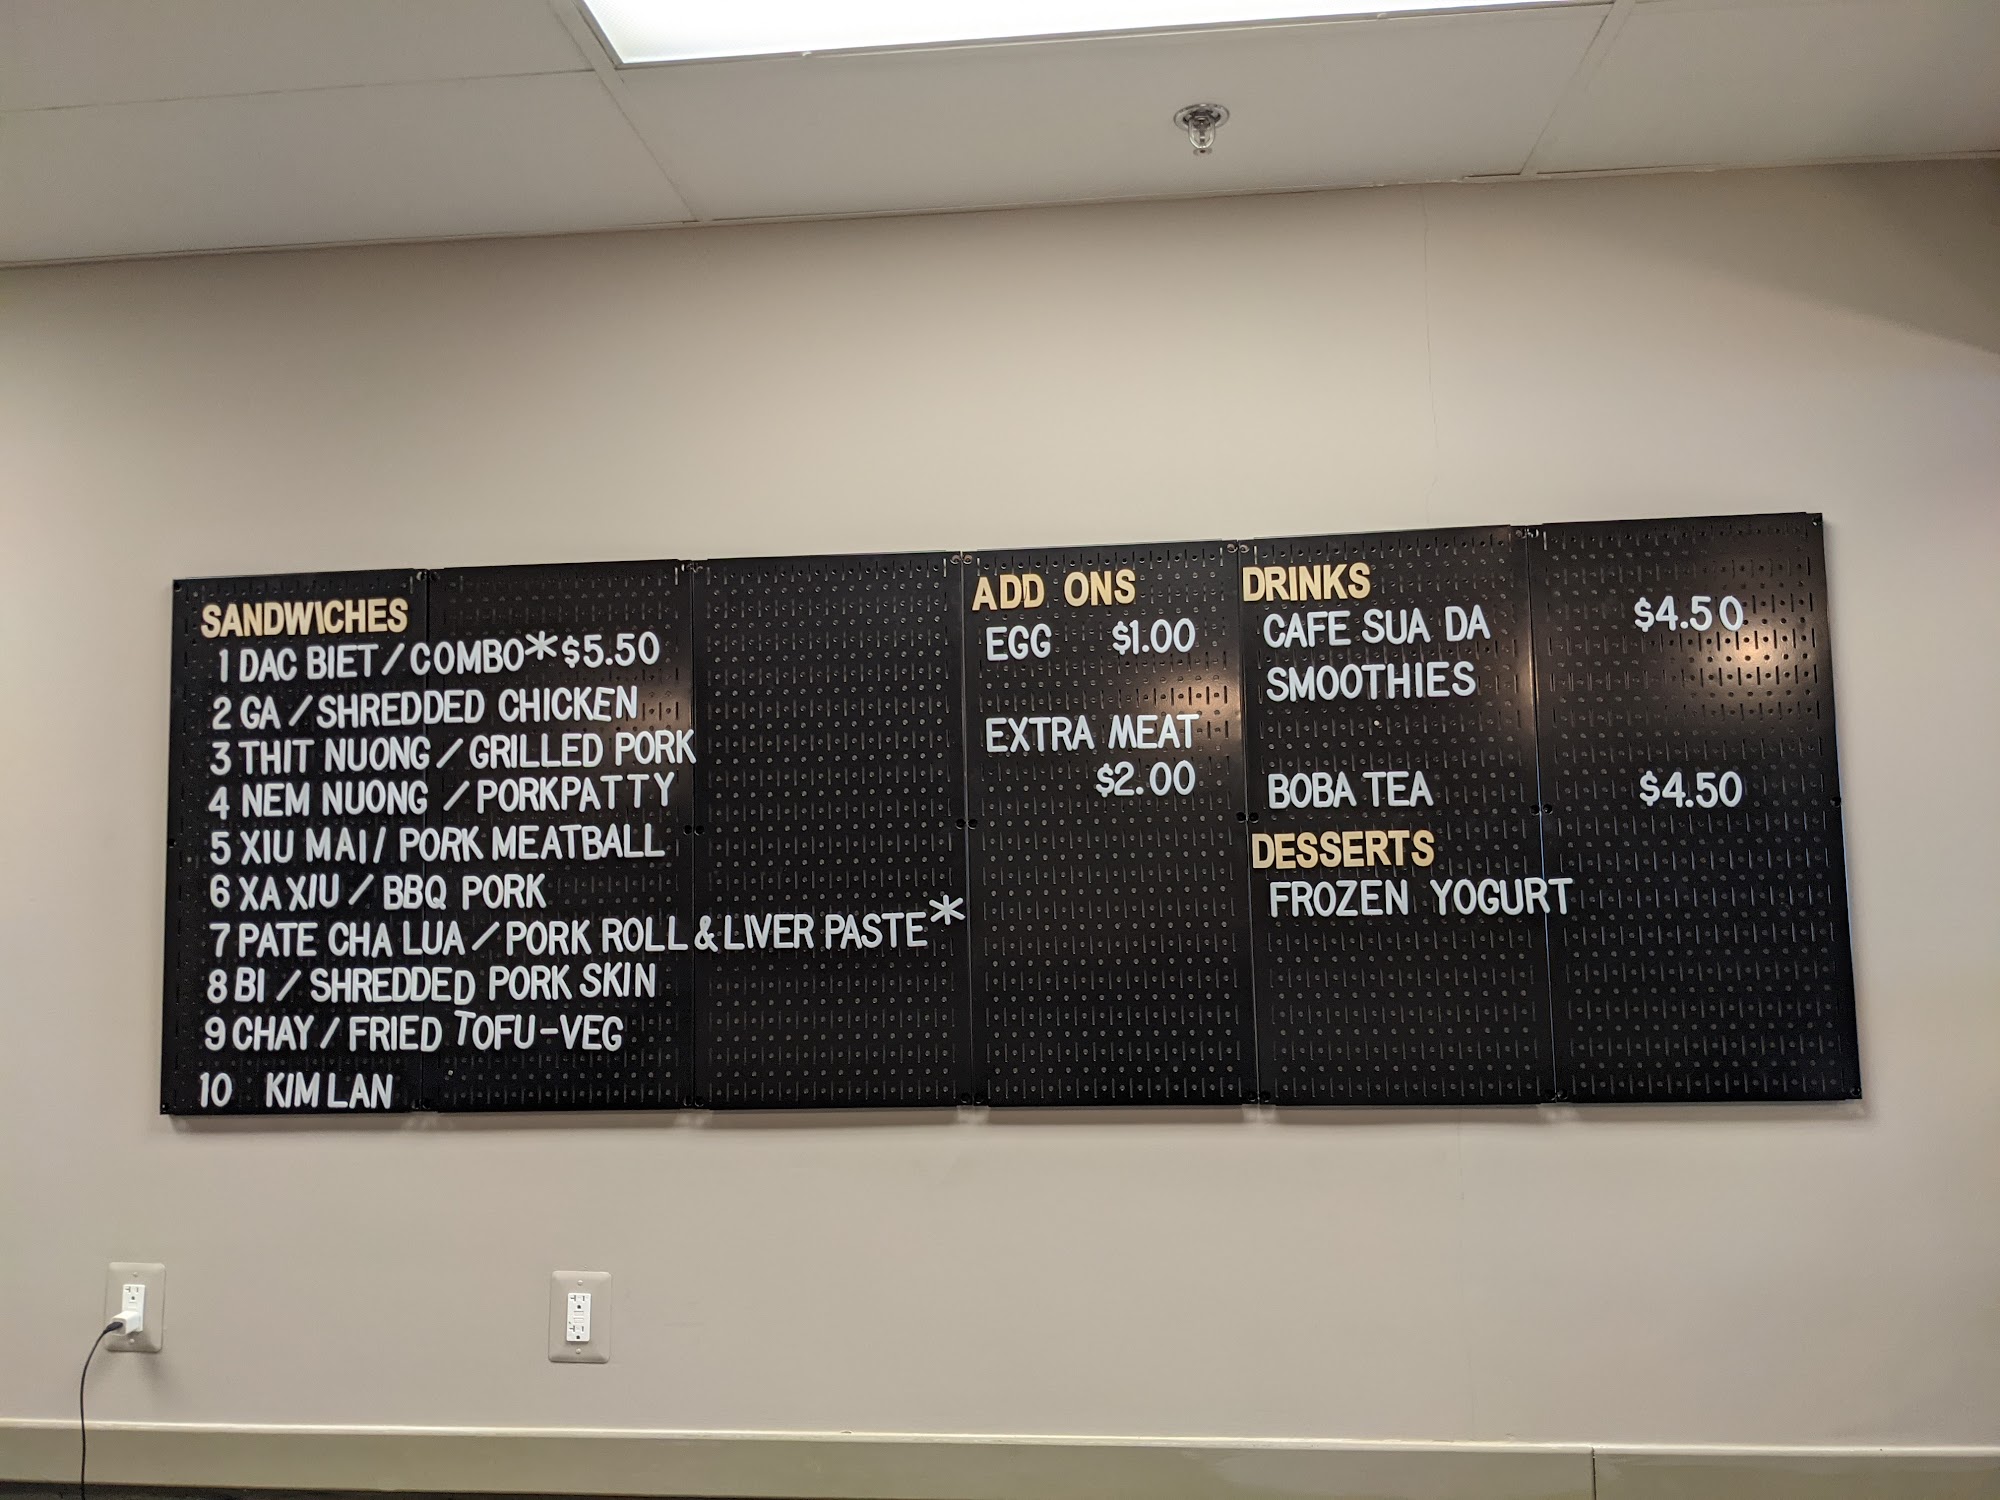 SANDWICHES
1 DAC BIET / COMBO * $5.50
2 GA / SHREDDED CHICKEN
3 THIT NUONG / GRILLED PORK
4 NEM NUONG / PORKPATTY
5 XIU MAI / PORK MEATBALL
6 XA XIU / BBQ PORK
7 PATE CHA LUA / PORK ROLL & LIVER PASTE *
8 BI / SHREDDED PORK SKIN
9 CHAY / FRIED TOFU-VEG
10 KIM LAN
ADD ONS
EGG $1.00
EXTRA MEAT
$2.00
DRINKS
CAFE SUA DA $4.50
SMOOTHIES
BOBA TEA $4.50
DESSERTS
FROZEN YOGURT